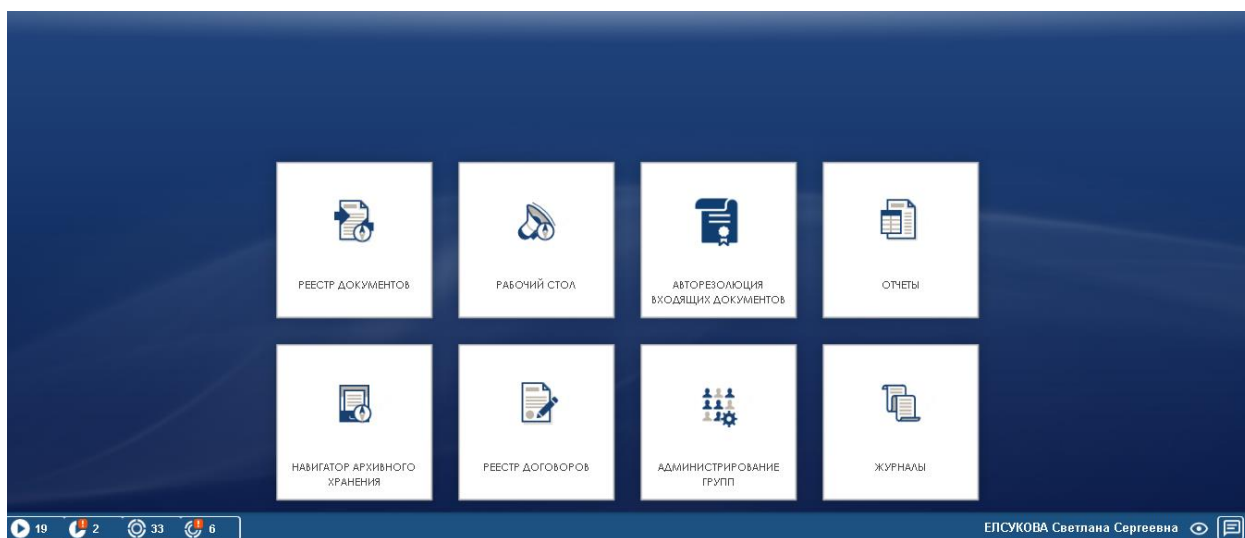 РЕЕСТР ДОКУМЕНТОВ
РАБОЧИЙ СТОЛ
АВТОРЕЗОЛЮЦИЯ
ВХОДЯЩИХ ДОКУМЕНТОВ
ОТЧЕТЫ
НАВИГАТОР АРХИВНОГО
ХРАНЕНИЯ
РЕЕСТР ДОГОВОРОВ
АДМИНИСТРИРОВАНИЕ
ГРУПП
ЖУРНАЛЫ
19 2 33 6 ЕЛСУКОВА Светлана Сергеевна